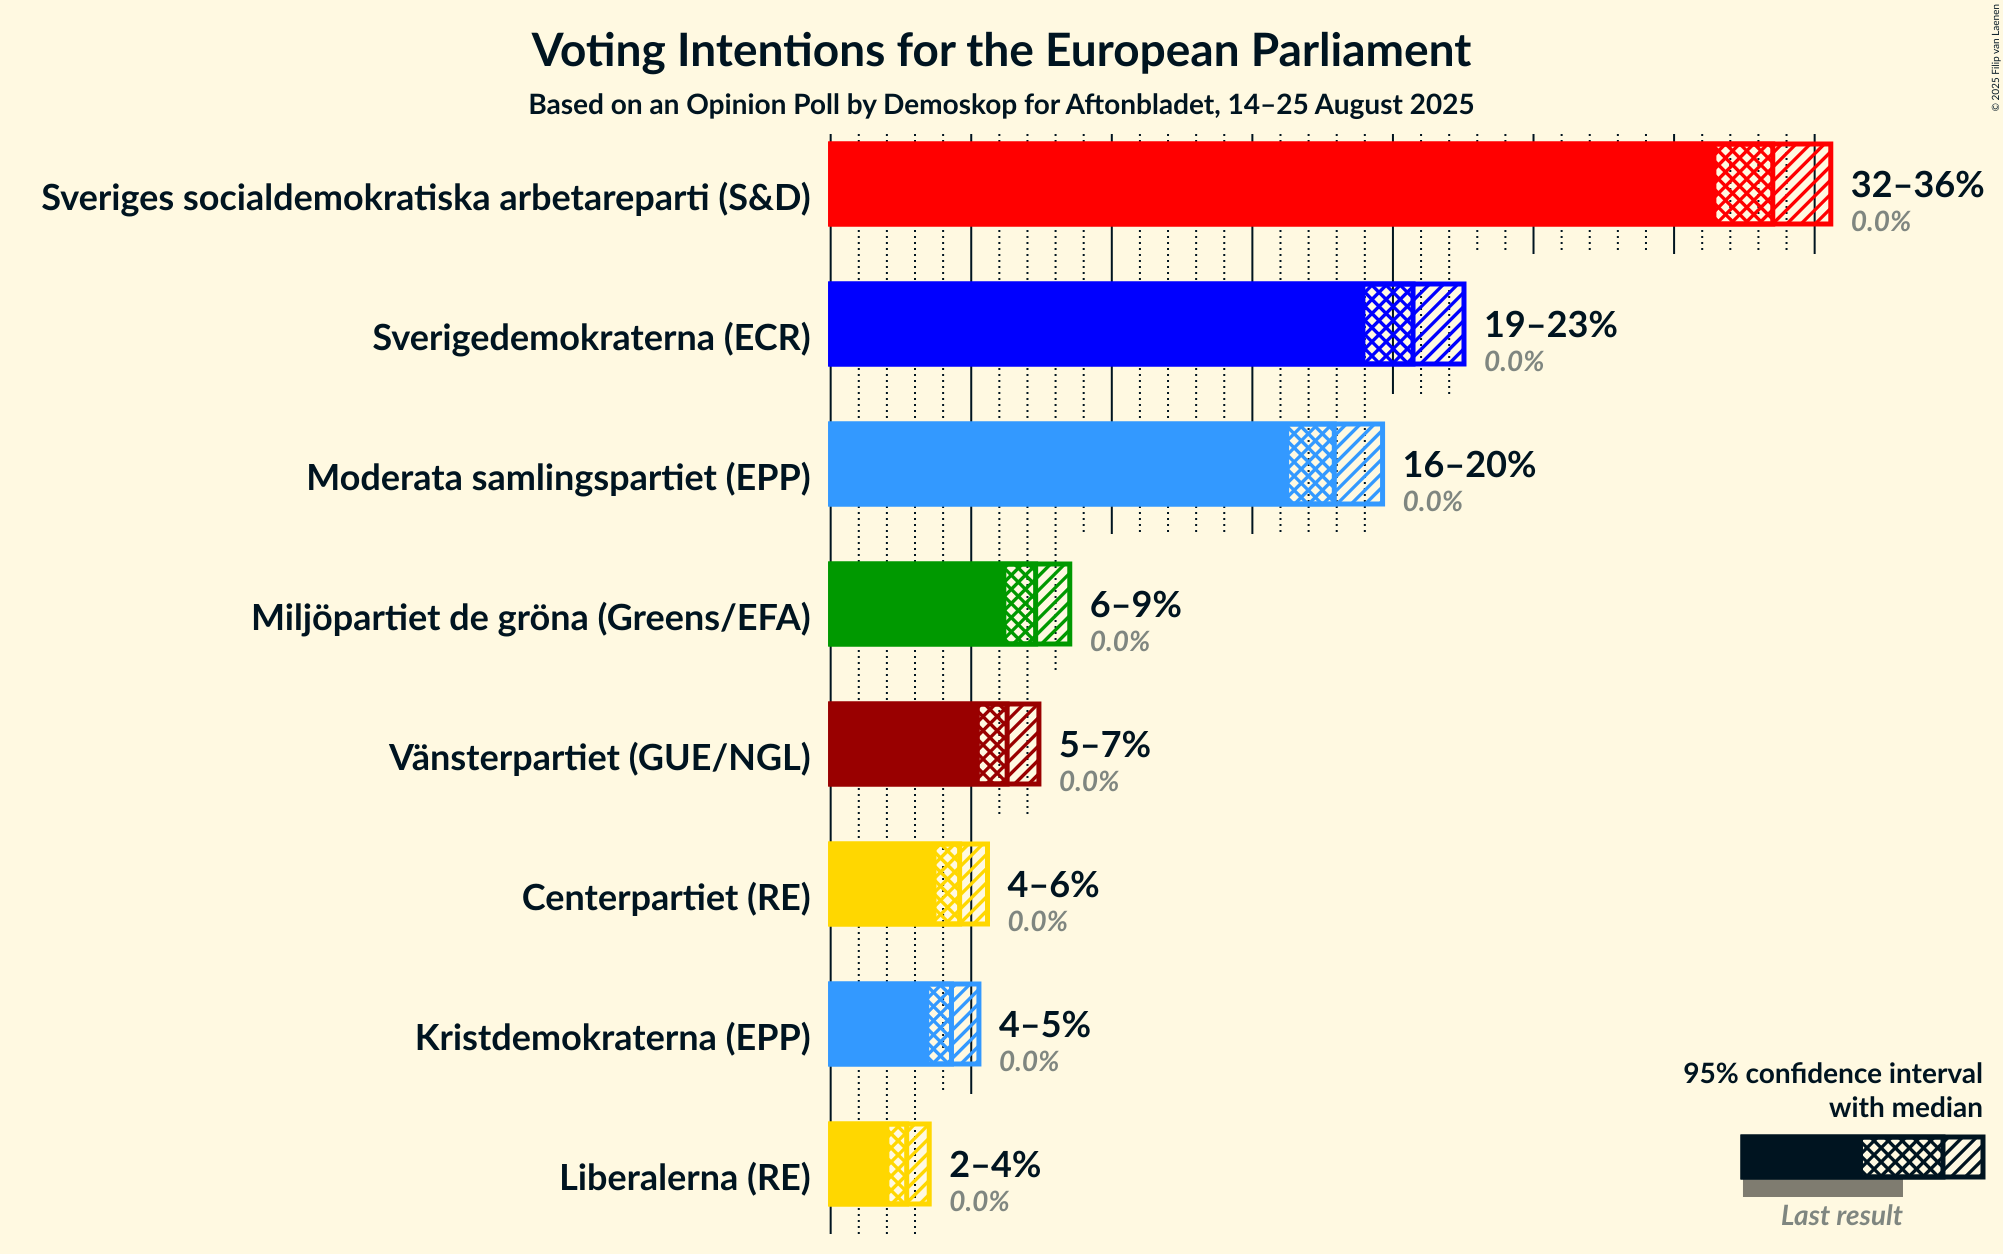 Voting Intentions for the European Parliament
Based on an Opinion Poll by Demoskop for Aftonbladet, 14–25 August 2025
© 2025 Filip van Laenen
Sveriges socialdemokratiska arbetareparti (S&D)
32–36%
0.0%
Sverigedemokraterna (ECR)
19–23%
0.0%
Moderata samlingspartiet (EPP)
16–20%
0.0%
Miljöpartiet de gröna (Greens/EFA)
6–9%
0.0%
Vänsterpartiet (GUE/NGL)
5–7%
0.0%
Centerpartiet (RE)
4–6%
0.0%
Kristdemokraterna (EPP)
4–5%
0.0%
Liberalerna (RE)
2–4%
0.0%
95% confidence interval
with median
Last result